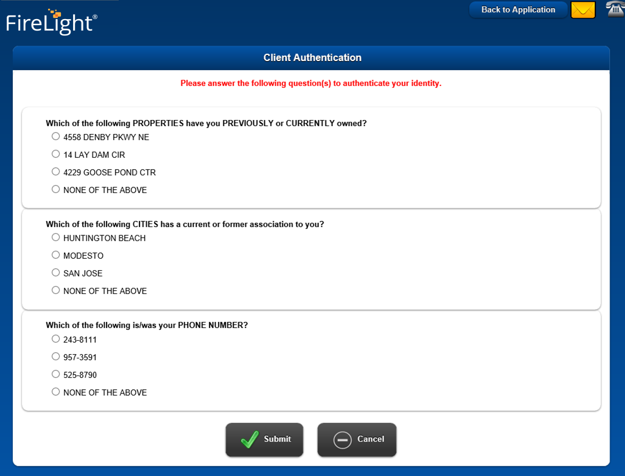 Back to Application
FireLight®
Client Authentication
Please answer the following question(s) to authenticate your identity.
Which of the following PROPERTIES have you PREVIOUSLY or CURRENTLY owned?
4558 DENBY PKWY NE
14 LAY DAM CIR
4229 GOOSE POND CTR
NONE OF THE ABOVE
Which of the following CITIES has a current or former association to you?
HUNTINGTON BEACH
MODESTO
SAN JOSE
NONE OF THE ABOVE
Which of the following is/was your PHONE NUMBER?
243-8111
957-3591
525-8790
NONE OF THE ABOVE
Submit Cancel